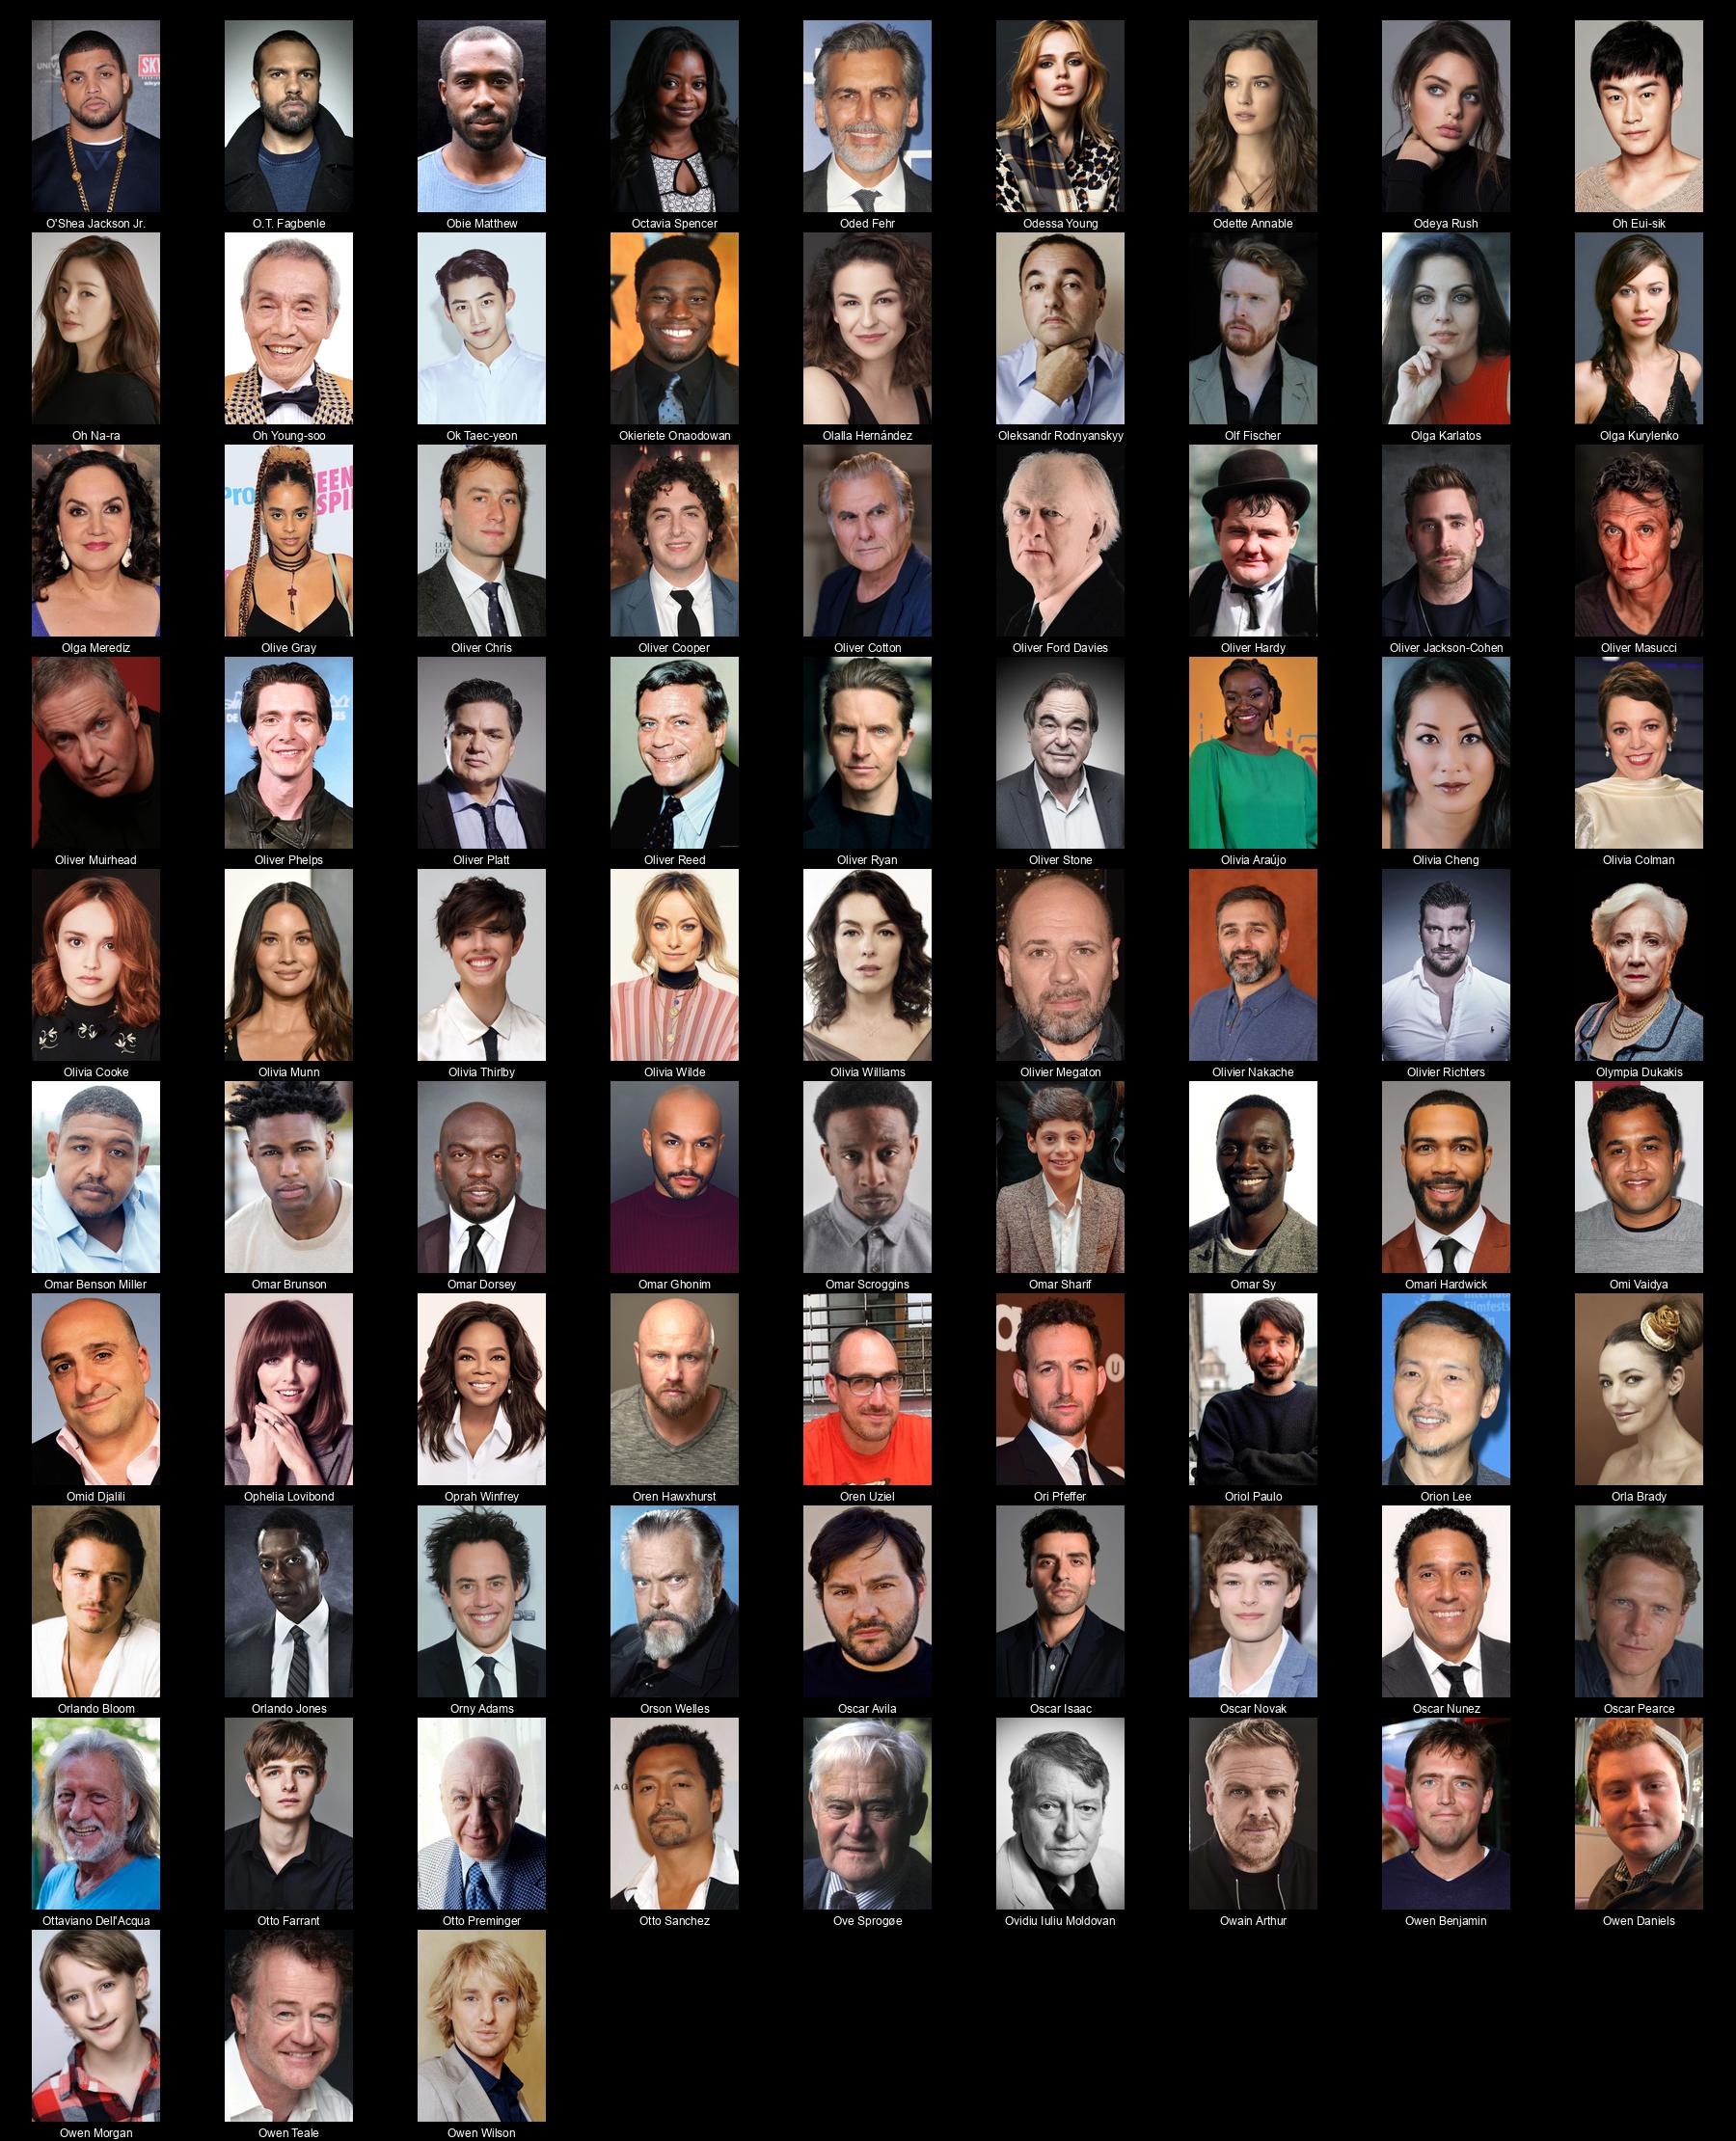 O'Shea Jackson Jr.
O.T. Fagbenle
Obie Matthew
Octavia Spencer
Oded Fehr
Odessa Young
Odette Annable
Odeya Rush
Oh Eui-sik
Oh Na-ra
Oh Young-soo
Ok Taec-yeon
Okieriete Onaodowan
Olalla Hernández
Oleksandr Rodnyanskyy
Olf Fischer
Olga Karlatos
Olga Kurylenko
Olga Merediz
Olive Gray
Oliver Chris
Oliver Cooper
Oliver Cotton
Oliver Ford Davies
Oliver Hardy
Oliver Jackson-Cohen
Oliver Masucci
Oliver Muirhead
Oliver Phelps
Oliver Platt
Oliver Reed
Oliver Ryan
Oliver Stone
Olivia Araújo
Olivia Cheng
Olivia Colman
Olivia Cooke
Olivia Munn
Olivia Thirlby
Olivia Wilde
Olivia Williams
Olivier Megaton
Olivier Nakache
Olivier Richters
Olympia Dukakis
Omar Benson Miller
Omar Brunson
Omar Dorsey
Omar Ghonim
Omar Scroggins
Omar Sharif
Omar Sy
Omari Hardwick
Omi Vaidya
Omid Djalili
Ophelia Lovibond
Oprah Winfrey
Oren Hawxhurst
Oren Uziel
Ori Pfeffer
Oriol Paulo
Orion Lee
Orla Brady
Orlando Bloom
Orlando Jones
Orny Adams
Orson Welles
Oscar Avila
Oscar Isaac
Oscar Novak
Oscar Nunez
Oscar Pearce
Ottaviano Dell'Acqua
Otto Farrant
Otto Preminger
Otto Sanchez
Ove Sprogøe
Ovidiu Iuliu Moldovan
Owain Arthur
Owen Benjamin
Owen Daniels
Owen Morgan
Owen Teale
Owen Wilson